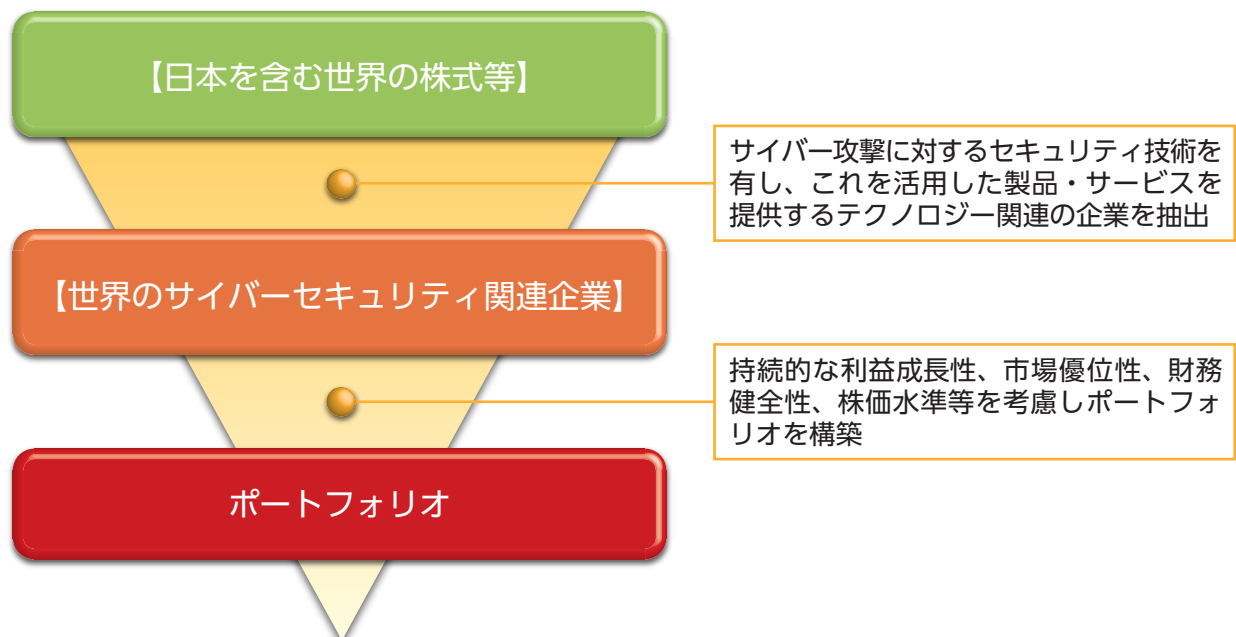 【日本を含む世界の株式等】
サイバー攻撃に対するセキュリティ技術を
有し、これを活用した製品・サービスを
提供するテクノロジー関連の企業を抽出
【世界のサイバーセキュリティ関連企業】
持続的な利益成長性、市場優位性、財務
健全性、株価水準等を考慮しポートフォ
リオを構築
ポートフォリオ